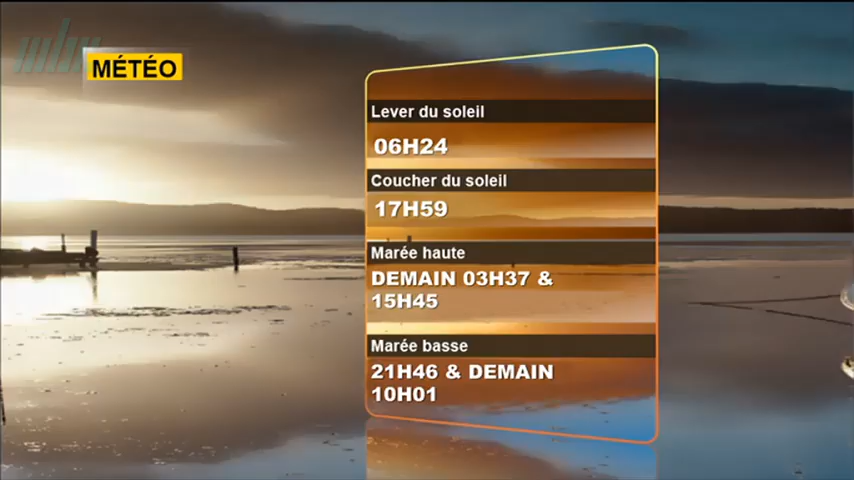 mbc
MÉTÉO
Lever du soleil
06H24
Coucher du soleil
17H59
Marée haute
DEMAIN 03H37 &
15H45
Marée basse
21H46 & DEMAIN
10H01